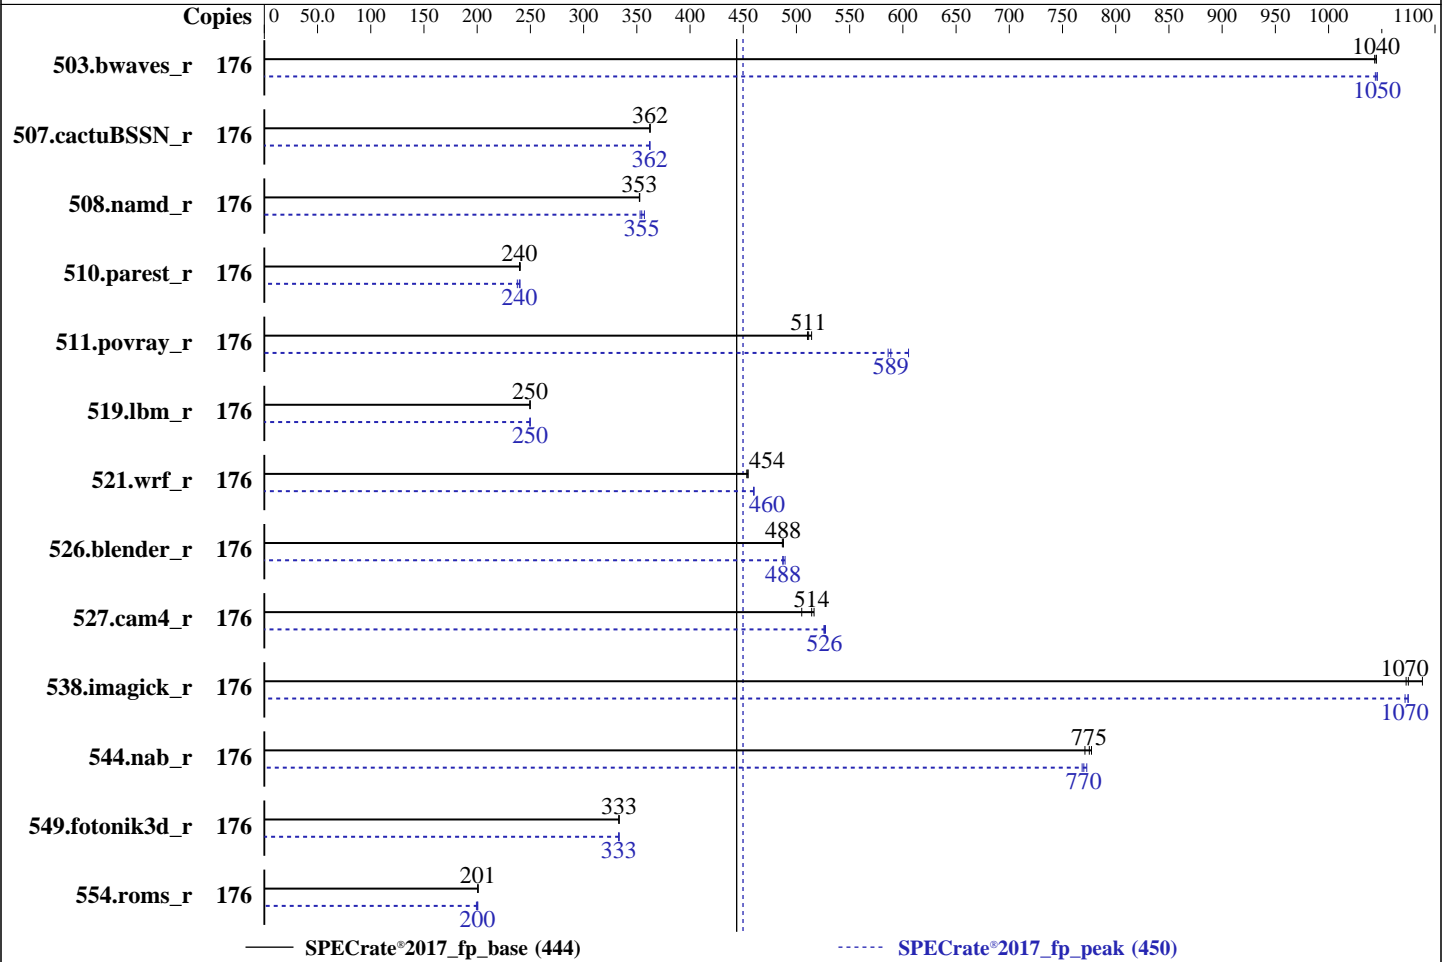 Copies 0 50.0 100 150 200 250 300 350 400 450 500 550 600 650 700 750 800 850 900 950 1000 1100
1040
503.bwaves_r 176
1050
362
507.cactuBSSN_r 176
362
353
508.namd_r 176
355
240
510.parest_r 176
240
511
511.povray_r 176
589
250
519.lbm_r 176
250
454
521.wrf_r 176
460
488
526.blender_r 176
488
514
527.cam4_r 176
526
1070
538.imagick_r 176
1070
775
544.nab_r 176
770
333
549.fotonik3d_r 176
333
201
554.roms_r 176
200
SPECrate®2017_fp_base (444) SPECrate®2017_fp_peak (450)